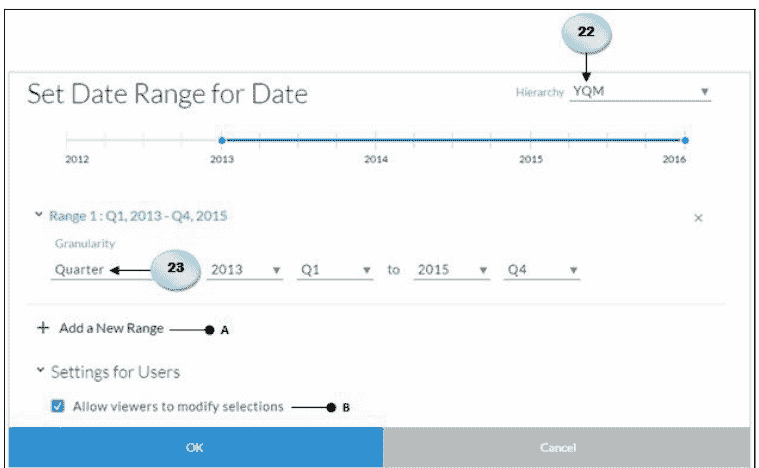 22
Set Date Range for Date
Hierarchy YQM
2012 2013 2014 2015 2016
Range 1 : Q1, 2013 - Q4, 2015
Granularity
Quarter 23 2013 Q1 to 2015 Q4
+ Add a New Range A
Settings for Users
Allow viewers to modify selections B
OK Cancel